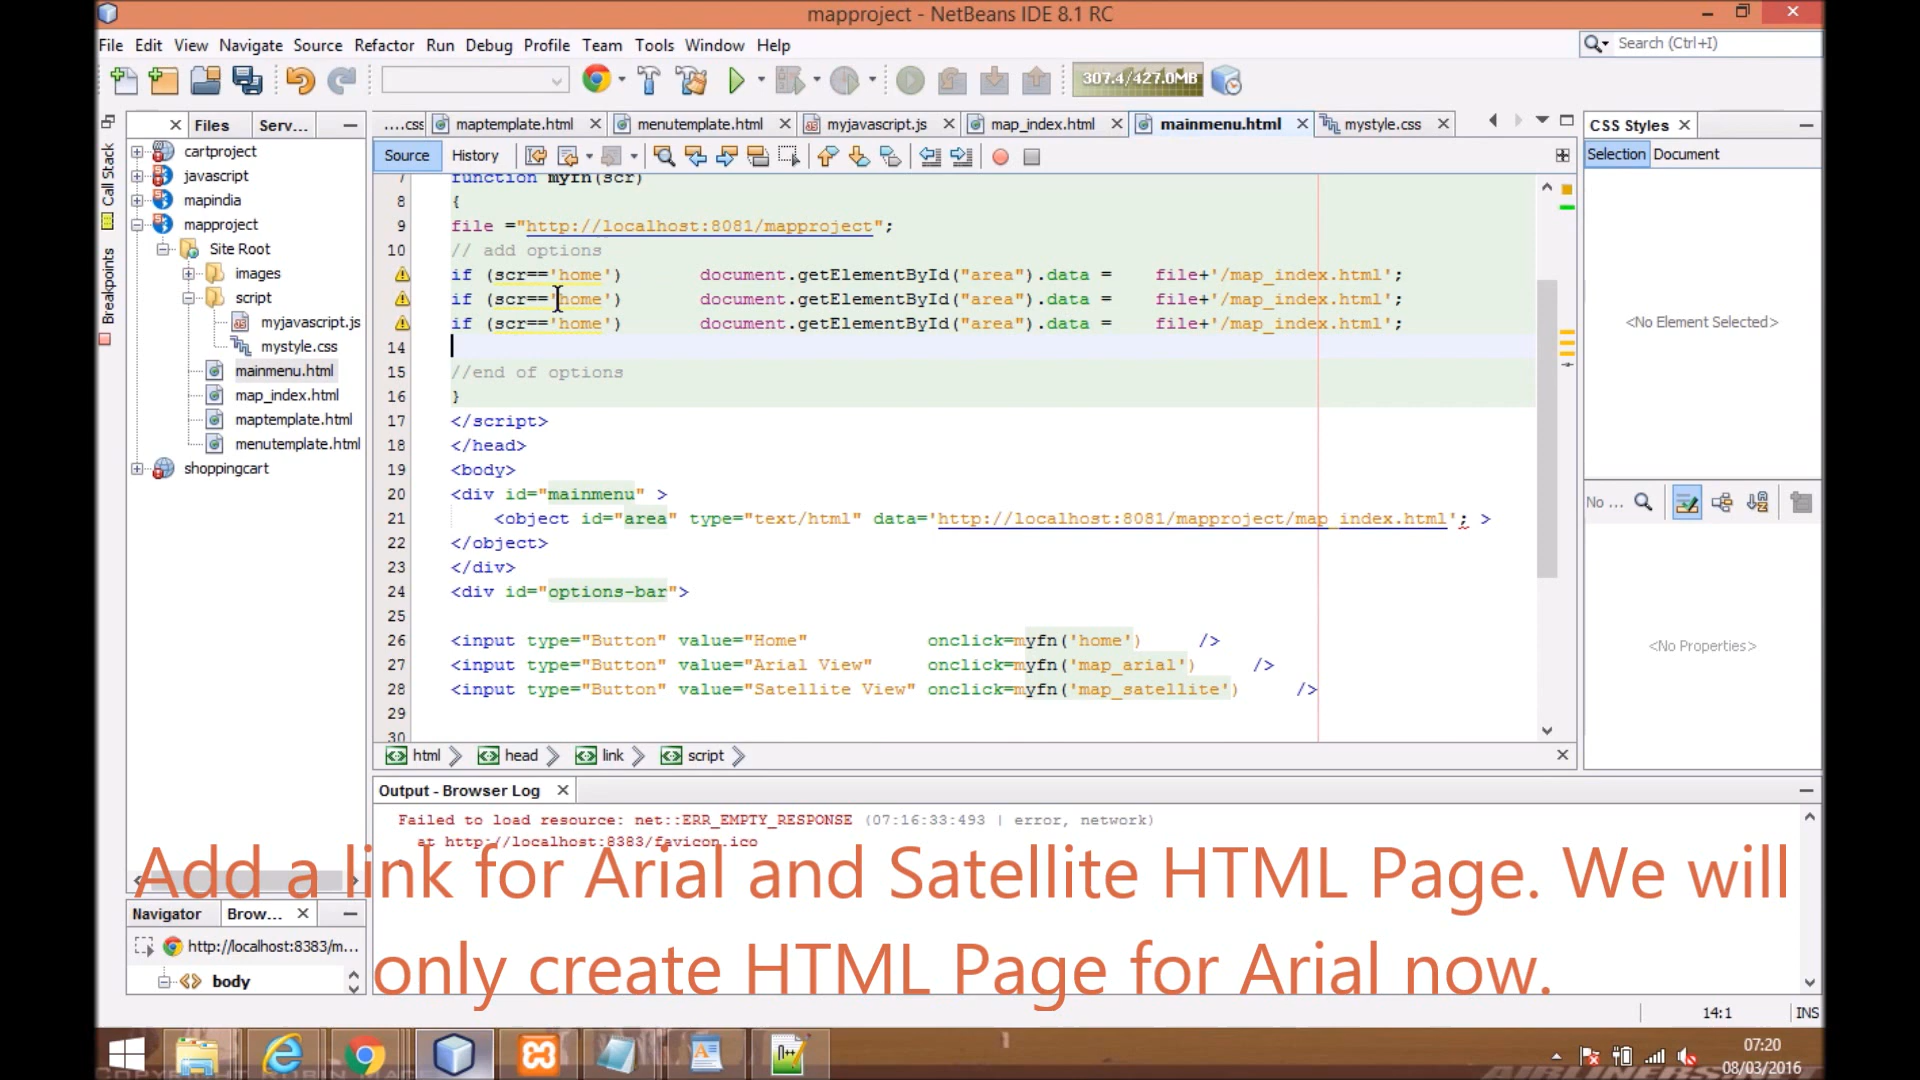 mapproject - NetBeans IDE 8.1 RC
File Edit View Navigate Source Refactor Run Debug Profile Team Tools Window Help
Search (Ctrl+I)
307.4/427.0MB
Files Serv...
....css maptemplate.html menutemplate.html myjavascript.js map_index.html mainmenu.html mystyle.css
CSS Styles
Source History
Selection Document
Call Stack
Breakpoints
cartproject
javascript
mapindia
mapproject
Site Root
images
script
myjavascript.js
mystyle.css
mainmenu.html
map_index.html
maptemplate.html
menutemplate.html
shoppingcart
7 function myfn(scr)
8 {
9 file ="http://localhost:8081/mapproject";
10 // add options
if (scr=='home') document.getElementById("area").data = file+'/map_index.html';
if (scr=='home') document.getElementById("area").data = file+'/map_index.html';
if (scr=='home') document.getElementById("area").data = file+'/map_index.html';
14
15 //end of options
16 }
17 </script>
18 </head>
19 <body>
20 <div id="mainmenu" >
21 <object id="area" type="text/html" data='http://localhost:8081/mapproject/map_index.html'; >
22 </object>
23 </div>
24 <div id="options-bar">
25
26 <input type="Button" value="Home" onclick=myfn('home') />
27 <input type="Button" value="Arial View" onclick=myfn('map_arial') />
28 <input type="Button" value="Satellite View" onclick=myfn('map_satellite') />
29
30
html head link script
<No Element Selected>
No ...
<No Properties>
Output - Browser Log
Failed to load resource: net::ERR_EMPTY_RESPONSE (07:16:33:493 | error, network)
at http://localhost:8383/favicon.ico
Add a link for Arial and Satellite HTML Page. We will
only create HTML Page for Arial now.
Navigator Brow...
http://localhost:8383/m...
body
14:1 INS
07:20
08/03/2016